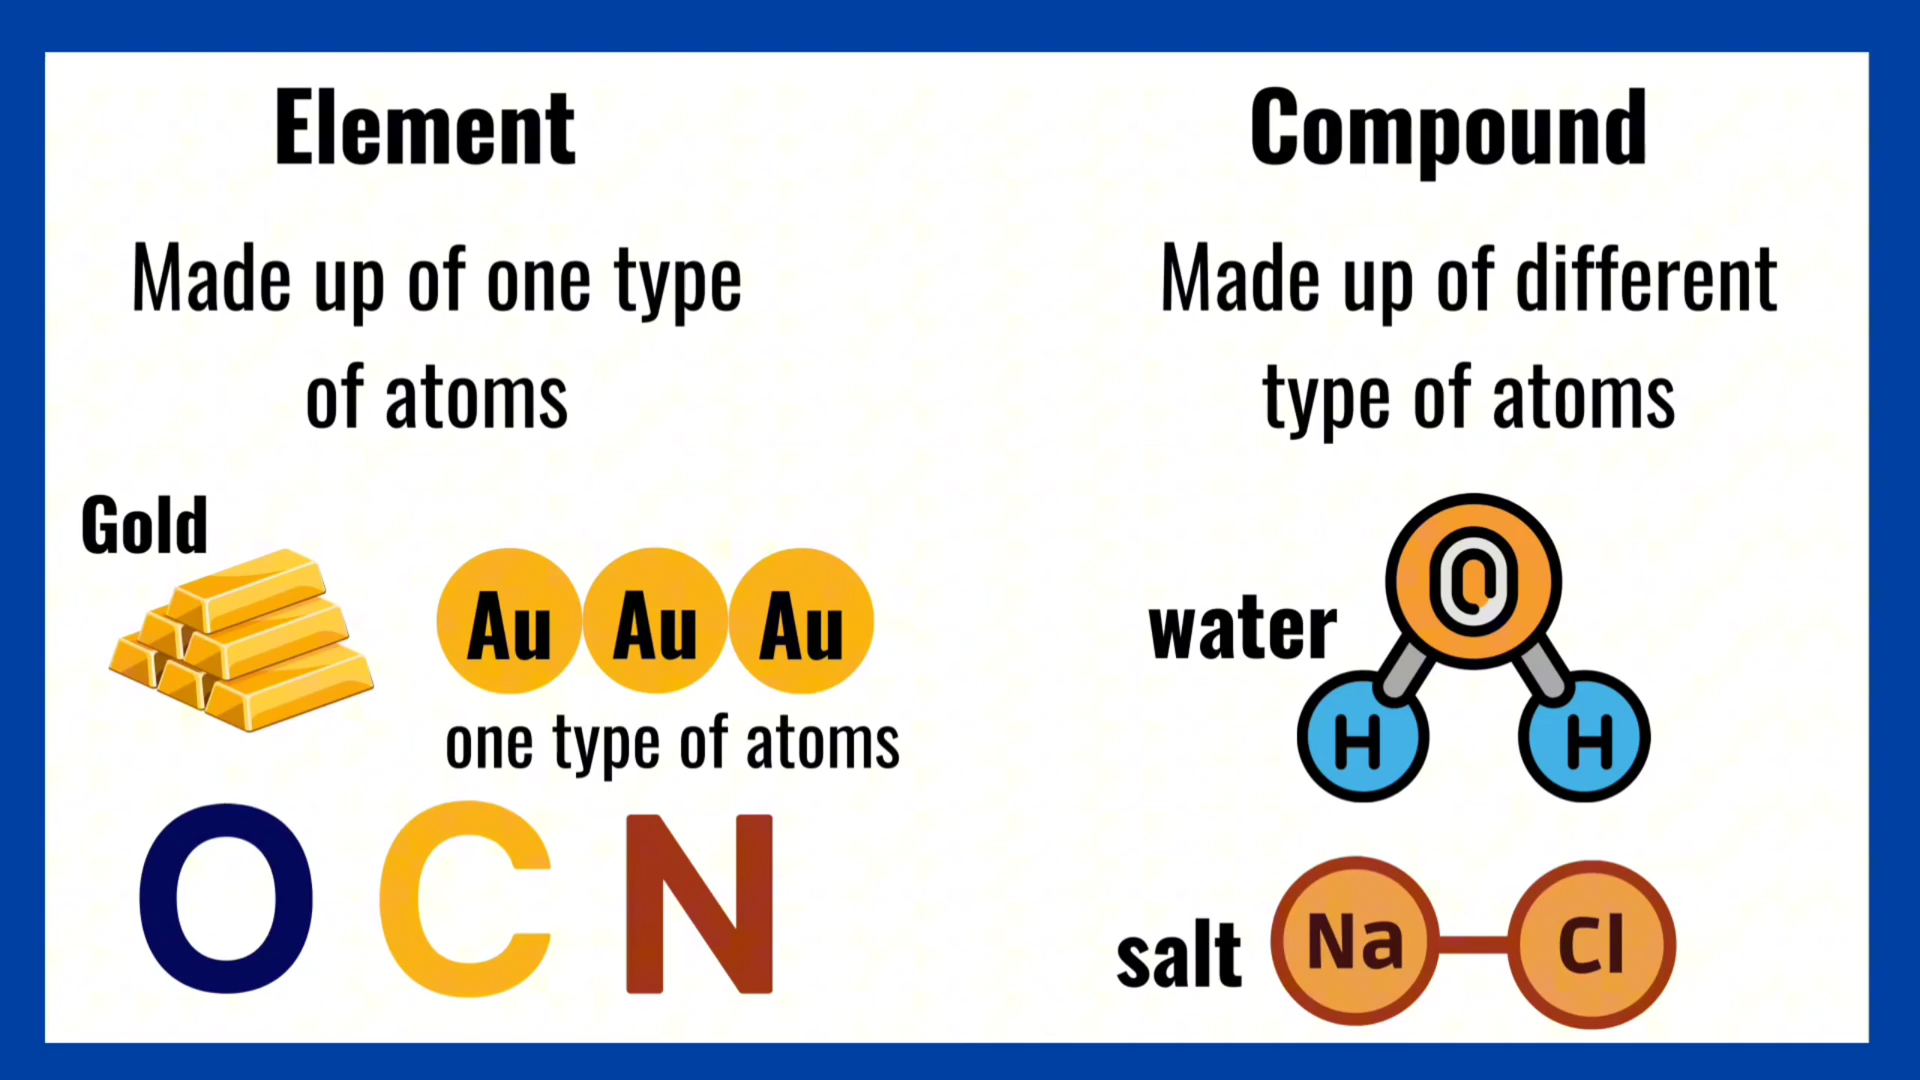 Element
Made up of one type
of atoms
Gold
Au Au Au
one type of atoms
O C N
Compound
Made up of different
type of atoms
O
water
H H
salt Na Cl